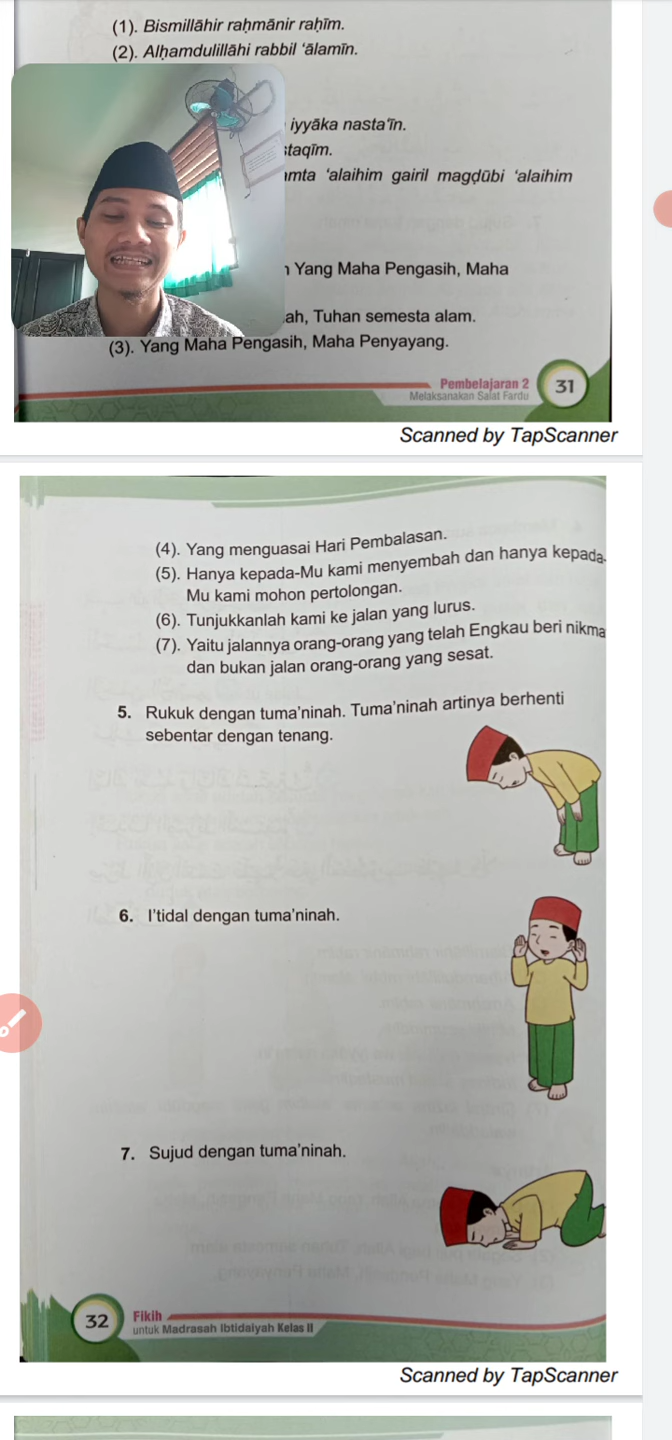 (1). Bismillāhir raḥmānir raḥīm.
(2). Alḥamdulillāhi rabbil ‘ālamīn.
iyyāka nasta‘īn.
staqīm.
amta ‘alaihim gairil magḍūbi ‘alaihim
Yang Maha Pengasih, Maha
ah, Tuhan semesta alam.
(3). Yang Maha Pengasih, Maha Penyayang.
Pembelajaran 2
Melaksanakan Salat Fardu
31
Scanned by TapScanner
(4). Yang menguasai Hari Pembalasan.
(5). Hanya kepada-Mu kami menyembah dan hanya kepada-
Mu kami mohon pertolongan.
(6). Tunjukkanlah kami ke jalan yang lurus.
(7). Yaitu jalannya orang-orang yang telah Engkau beri nikma
dan bukan jalan orang-orang yang sesat.
5. Rukuk dengan tuma’ninah. Tuma’ninah artinya berhenti
sebentar dengan tenang.
6. I’tidal dengan tuma’ninah.
7. Sujud dengan tuma’ninah.
32
Fikih
untuk Madrasah Ibtidaiyah Kelas II
Scanned by TapScanner